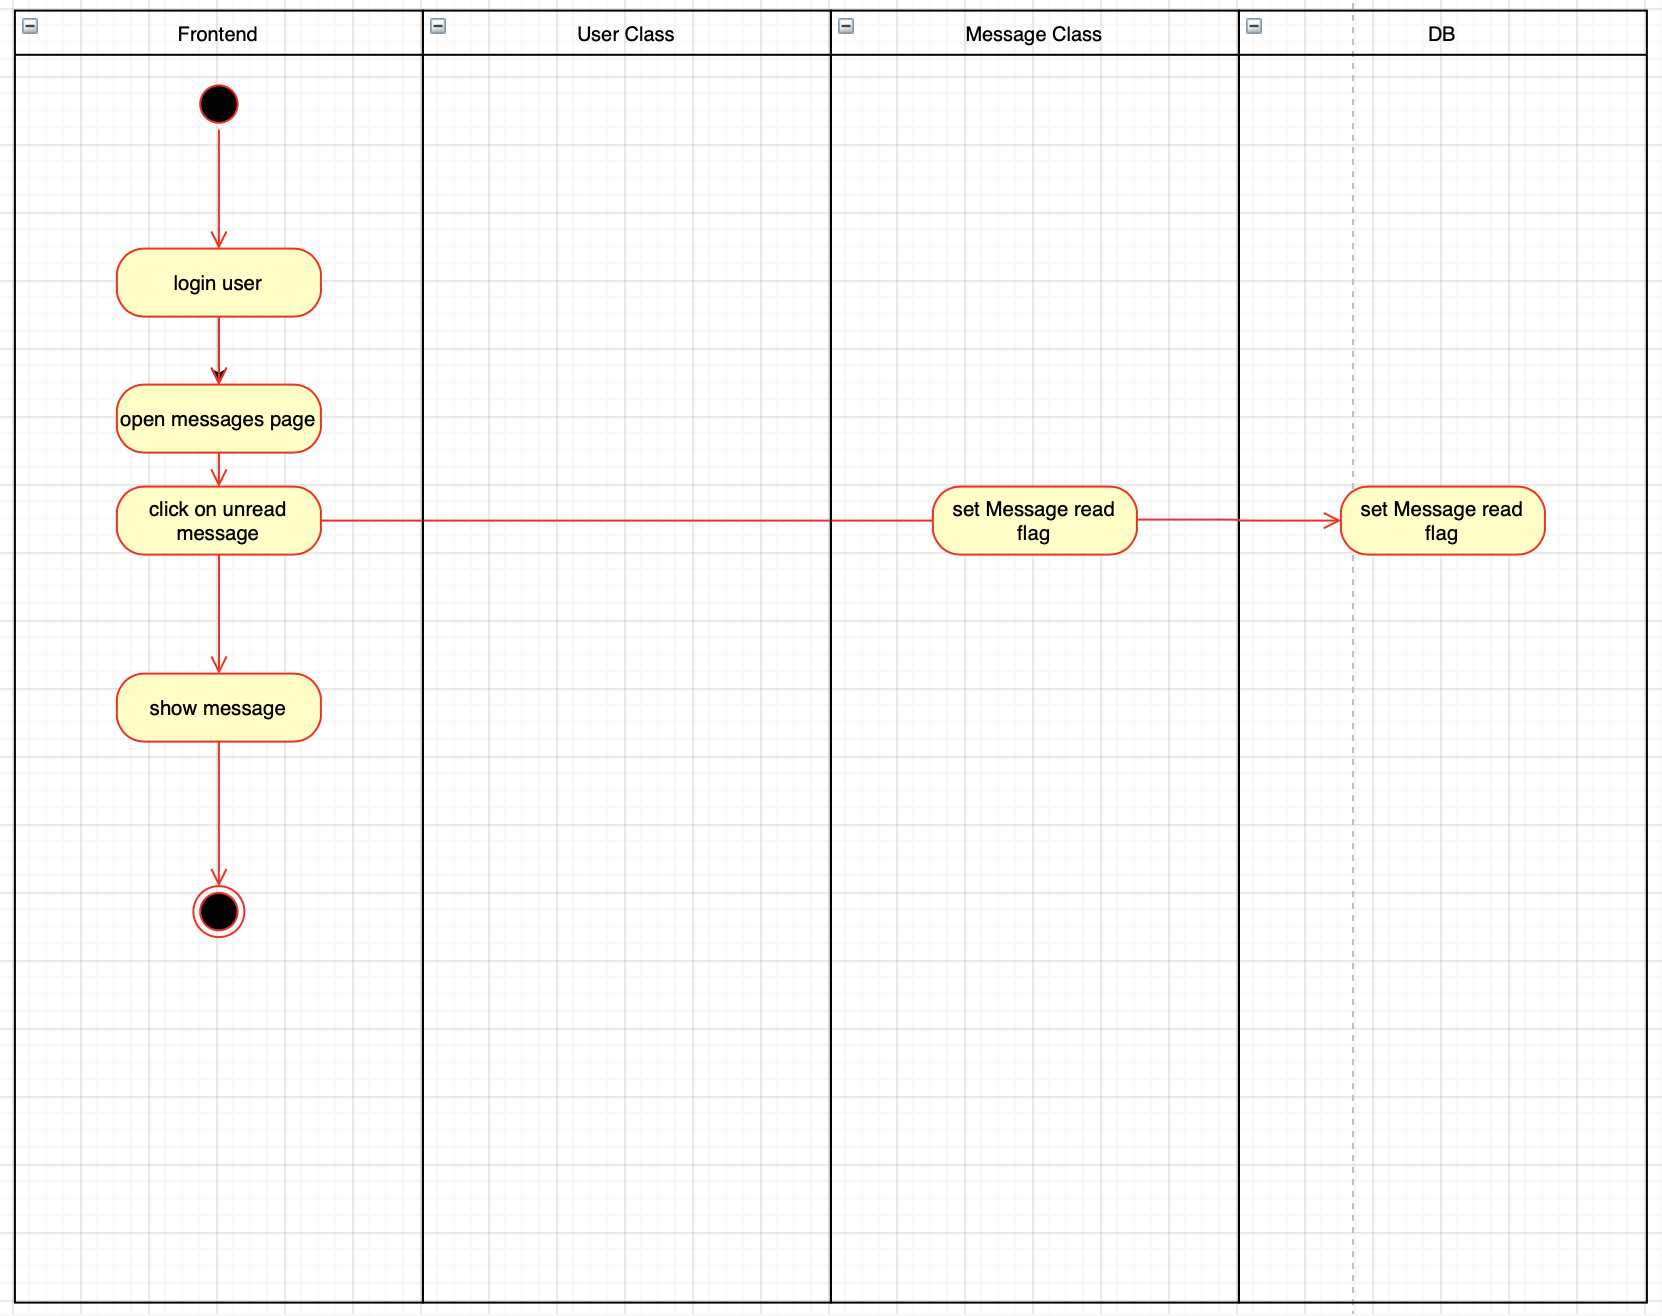 Frontend
User Class
Message Class
DB
login user
open messages page
click on unread
message
set Message read
flag
set Message read
flag
show message